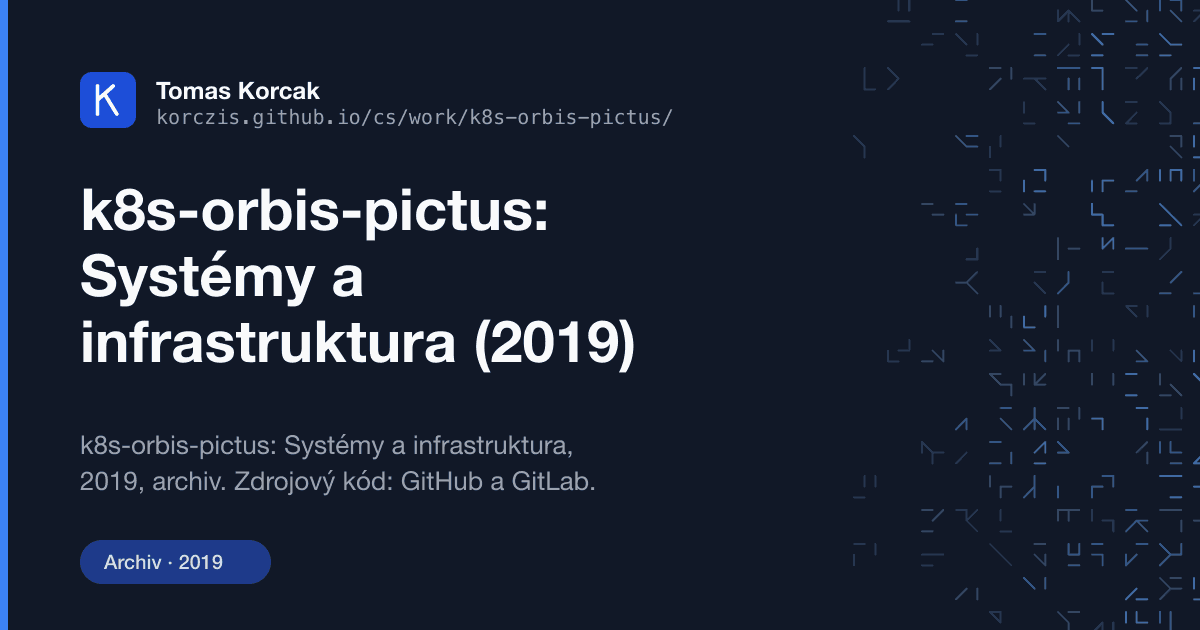 K
Tomas Korcak
korczis.github.io/cs/work/k8s-orbis-pictus/
k8s-orbis-pictus:
Systémy a
infrastruktura (2019)
k8s-orbis-pictus: Systémy a infrastruktura,
2019, archiv. Zdrojový kód: GitHub a GitLab.
Archiv · 2019